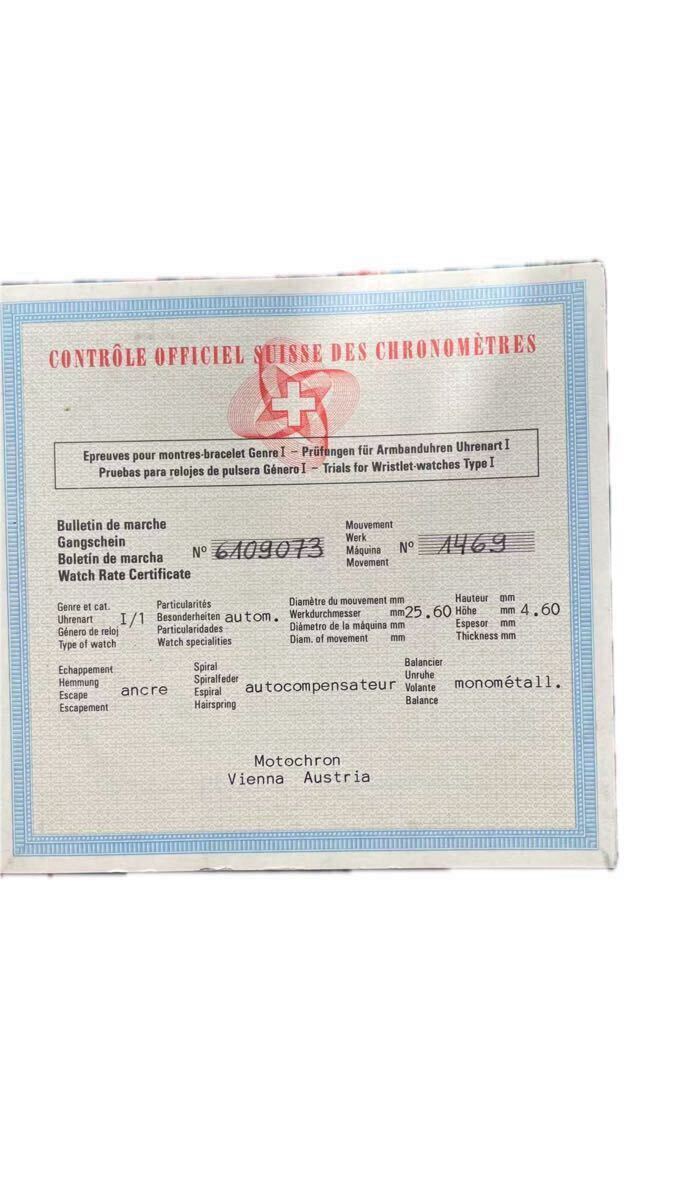 CONTRÔLE OFFICIEL SUISSE DES CHRONOMÈTRES
Epreuves pour montres-bracelet Genre I – Prüfungen für Armbanduhren Uhrenart I
Pruebas para relojes de pulsera Género I – Trials for Wristlet-watches Type I
Bulletin de marche
Gangschein
Boletín de marcha
Watch Rate Certificate
Nº 6109073
Mouvement
Werk
Máquina
Movement
Nº 1469
Genre et cat.
Uhrenart
Género de reloj
Type of watch
I/1
Particularités
Besonderheiten
Particularidades
Watch specialities
autom.
Diamètre du mouvement mm
Werkdurchmesser mm
Diámetro de la máquina mm
Diam. of movement mm
25.60
Hauteur mm
Höhe mm
Espesor mm
Thickness mm
4.60
Echappement
Hemmung
Escape
Escapement
ancre
Spiral
Spiralfeder
Espiral
Hairspring
autocompensateur
Balancier
Unruhe
Volante
Balance
monométall.
Motochron
Vienna Austria